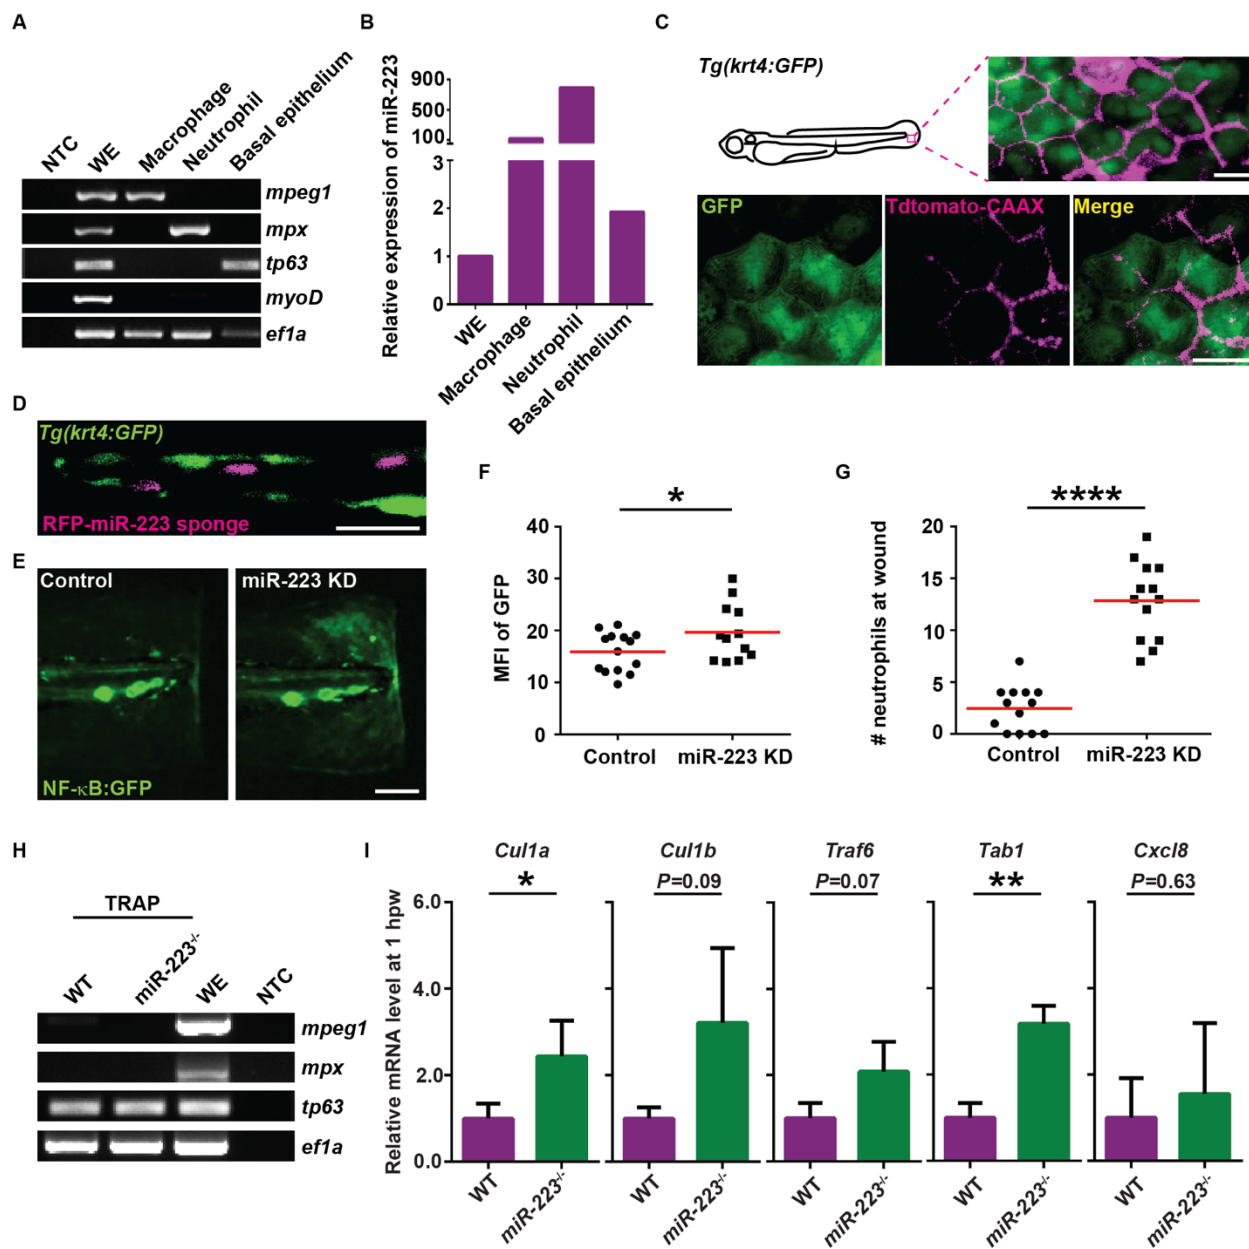 A
NTC
WE
Macrophage
Neutrophil
Basal epithelium
mpeg1
mpx
tp63
myoD
ef1a
B
Relative expression of miR-223
900
500
100
3
2
1
0
WE
Macrophage
Neutrophil
Basal epithelium
C
Tg(krt4:GFP)
GFP
Tdtomato-CAAX
Merge
D
Tg(krt4:GFP)
RFP-miR-223 sponge
E
Control
miR-223 KD
NF-κB:GFP
F
*
MFI of GFP
40
30
20
10
0
Control
miR-223 KD
G
****
# neutrophils at wound
20
15
10
5
0
Control
miR-223 KD
H
TRAP
WT
miR-223-/-
WE
NTC
mpeg1
mpx
tp63
ef1a
I
Relative mRNA level at 1 hpw
6.0
4.0
2.0
0.0
Cul1a
*
WT
miR-223-/-
Cul1b
P=0.09
WT
miR-223-/-
Traf6
P=0.07
WT
miR-223-/-
Tab1
**
WT
miR-223-/-
Cxcl8
P=0.63
WT
miR-223-/-